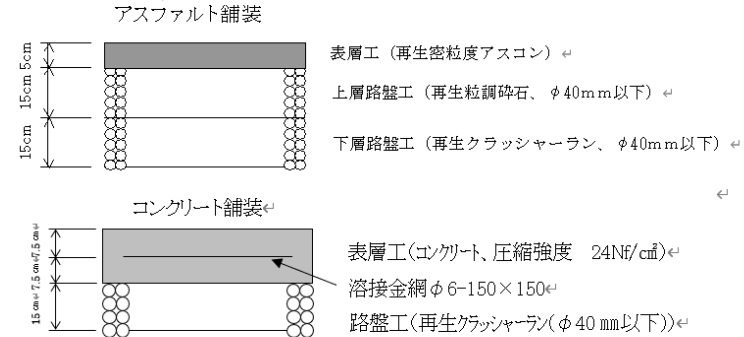 アスファルト舗装
5cm
表層工（再生密粒度アスコン）↵
15cm
上層路盤工（再生粒調砕石、φ40mm以下）↵
15cm
下層路盤工（再生クラッシャーラン、φ40mm以下）↵
↵
コンクリート舗装↵
7.5cm↵
表層工(コンクリート、圧縮強度　24Nf/c㎡)↵
7.5cm↵
溶接金網φ6-150×150↵
15cm↵
路盤工(再生クラッシャーラン(φ40㎜以下))↵